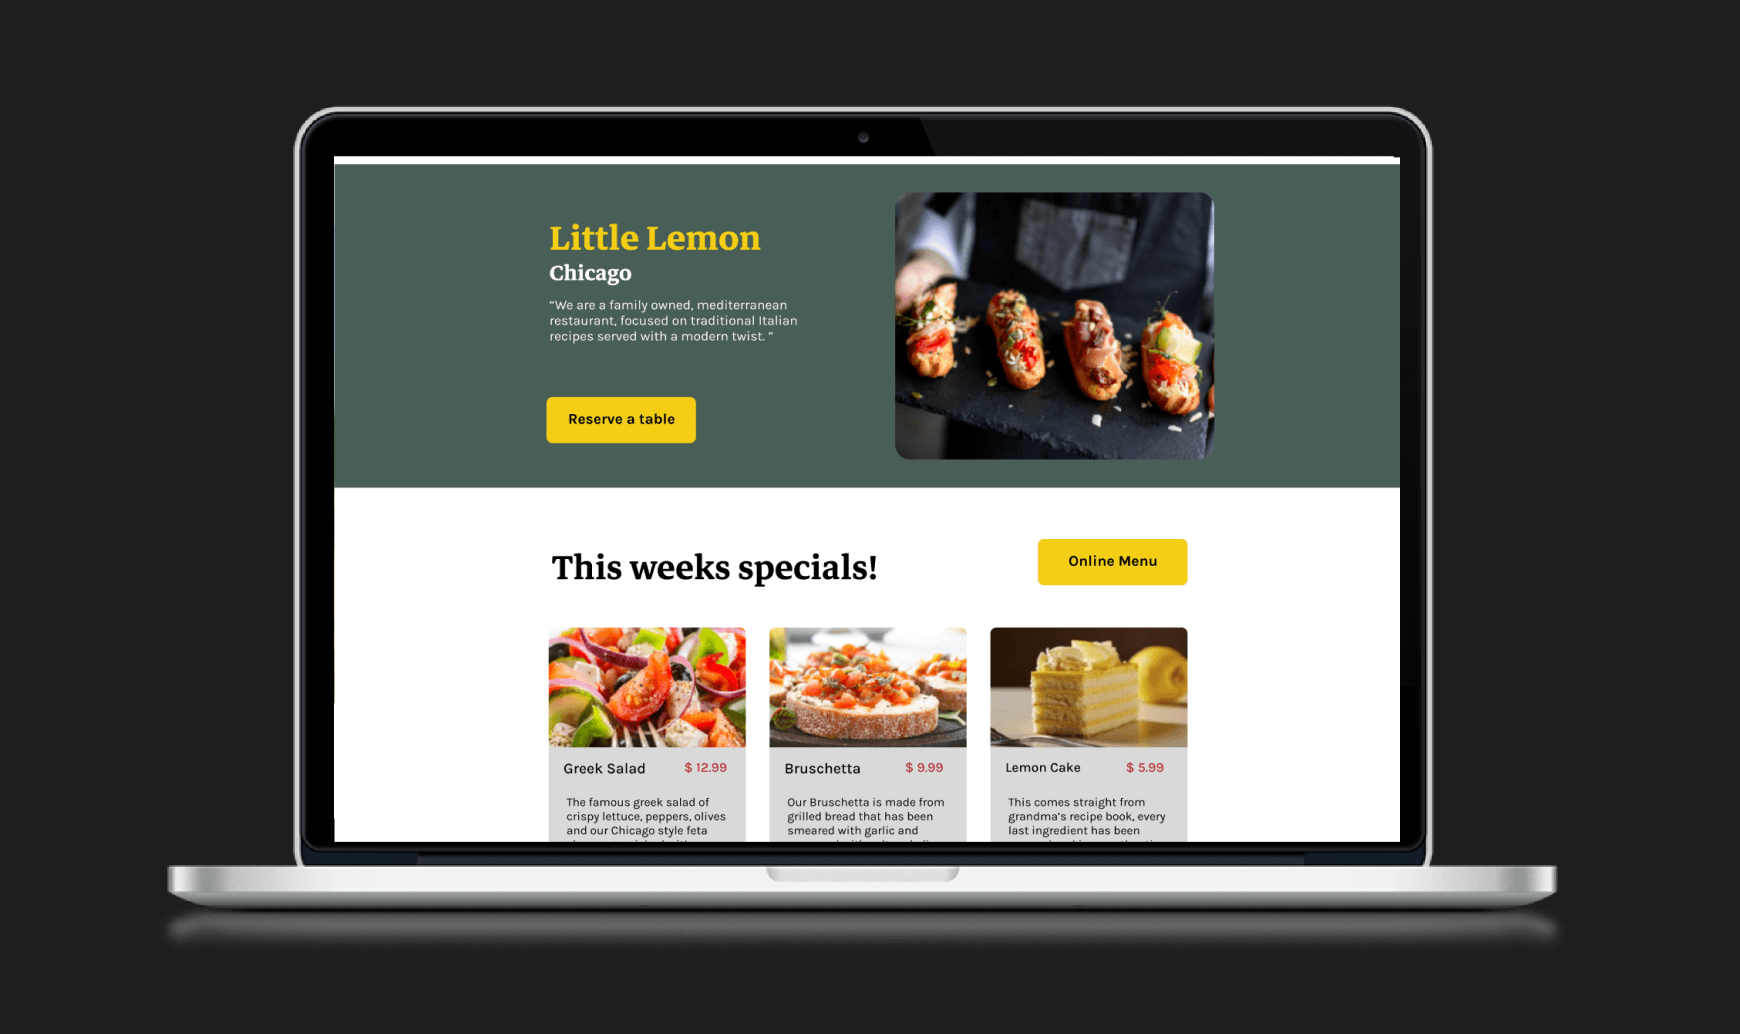 Little Lemon
Chicago
“We are a family owned, mediterranean
restaurant, focused on traditional Italian
recipes served with a modern twist. ”
Reserve a table
This weeks specials!
Online Menu
Greek Salad
$ 12.99
The famous greek salad of
crispy lettuce, peppers, olives
and our Chicago style feta
Bruschetta
$ 9.99
Our Bruschetta is made from
grilled bread that has been
smeared with garlic and
Lemon Cake
$ 5.99
This comes straight from
grandma’s recipe book, every
last ingredient has been